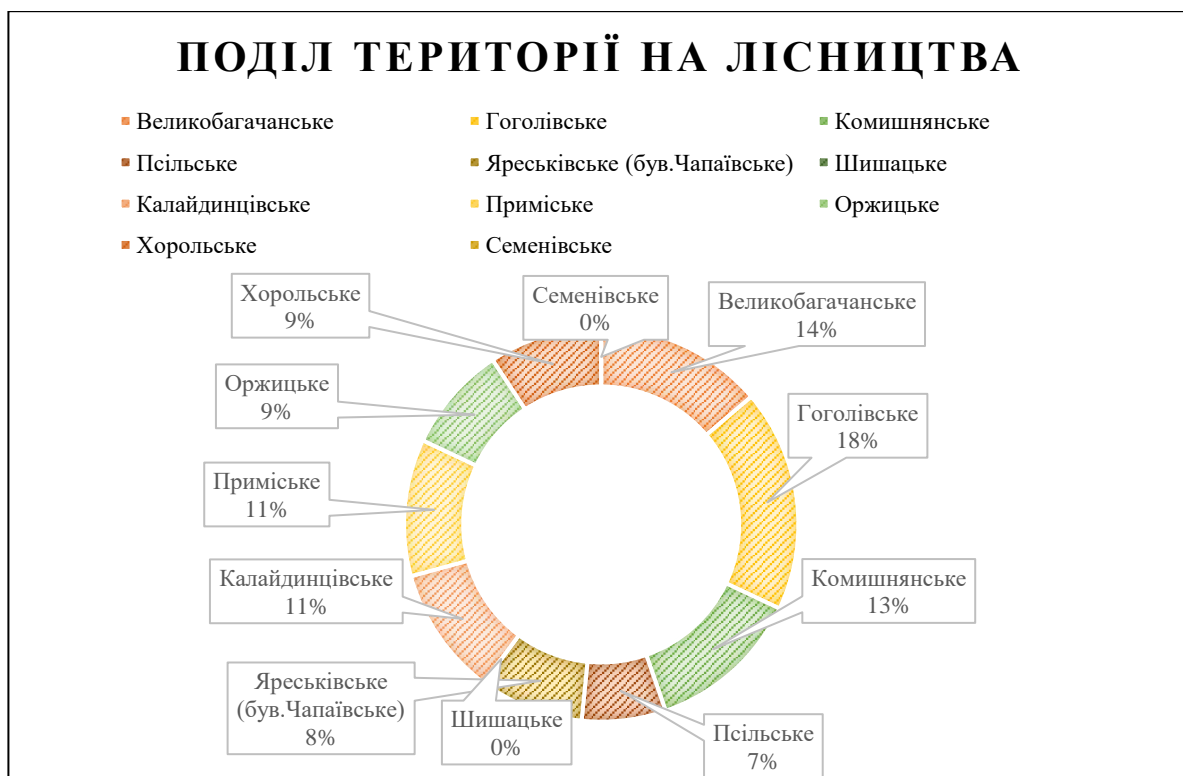 ПОДІЛ ТЕРИТОРІЇ НА ЛІСНИЦТВА
Великобагачанське
Гоголівське
Комишнянське
Псільське
Яреськівське (був.Чапаївське)
Шишацьке
Калайдинцівське
Приміське
Оржицьке
Хорольське
Семенівське
Хорольське
9%
Семенівське
0%
Великобагачанське
14%
Оржицьке
9%
Гоголівське
18%
Приміське
11%
Калайдинцівське
11%
Комишнянське
13%
Яреськівське
(був.Чапаївське)
8%
Шишацьке
0%
Псільське
7%